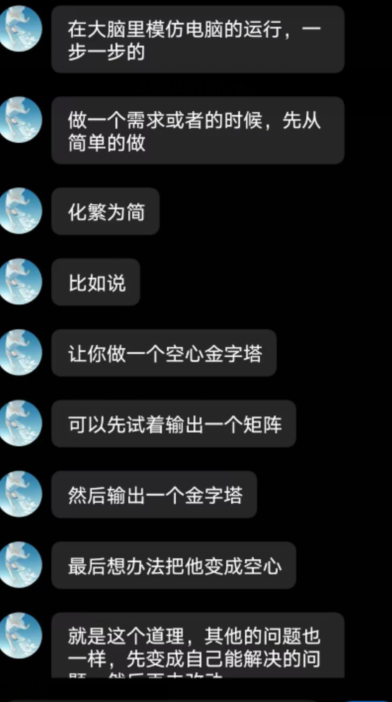 在大脑里模仿电脑的运行，一
步一步的
做一个需求或者的时候，先从
简单的做
化繁为简
比如说
让你做一个空心金字塔
可以先试着输出一个矩阵
然后输出一个金字塔
最后想办法把他变成空心
就是这个道理，其他的问题也
一样，先变成自己能解决的问